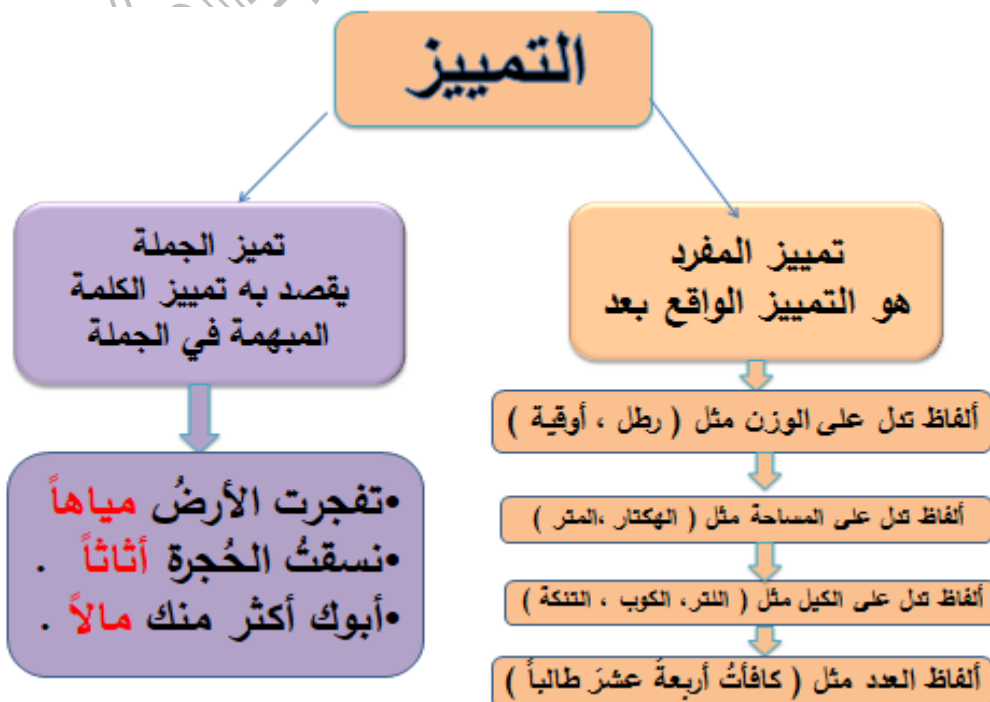 التمييز
تمييز المفرد
هو التمييز الواقع بعد
ألفاظ تدل على الوزن مثل ( رطل ، أوقية )
ألفاظ تدل على المساحة مثل ( الهكتار ،المتر )
ألفاظ تدل على الكيل مثل ( اللتر، الكوب ، التنكة )
ألفاظ العدد مثل ( كافأتُ أربعةَ عشرَ طالباً )
تميز الجملة
يقصد به تمييز الكلمة
المبهمة في الجملة
•تفجرت الأرضُ مياهاً
•نسقتُ الحُجرة أثاثاً .
•أبوك أكثر منك مالاً .